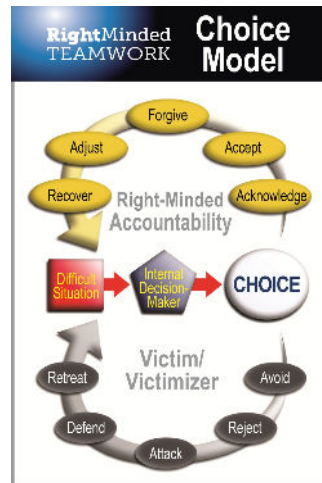 RightMinded
TEAMWORK
Choice
Model
Forgive
Adjust
Accept
Recover
Acknowledge
Right-Minded
Accountability
Difficult
Situation
Internal
Decision-
Maker
CHOICE
Victim/
Victimizer
Retreat
Avoid
Defend
Reject
Attack